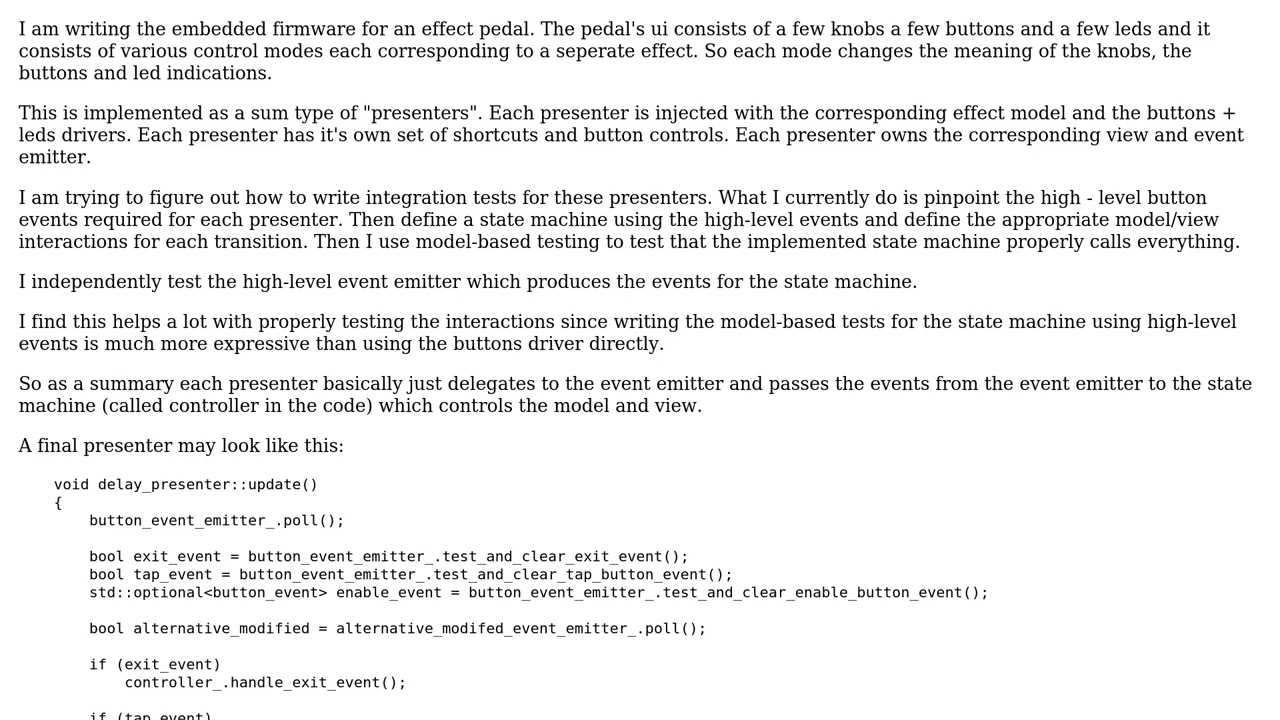 I am writing the embedded firmware for an effect pedal. The pedal's ui consists of a few knobs a few buttons and a few leds and it
consists of various control modes each corresponding to a seperate effect. So each mode changes the meaning of the knobs, the
buttons and led indications.
This is implemented as a sum type of "presenters". Each presenter is injected with the corresponding effect model and the buttons +
leds drivers. Each presenter has it's own set of shortcuts and button controls. Each presenter owns the corresponding view and event
emitter.
I am trying to figure out how to write integration tests for these presenters. What I currently do is pinpoint the high - level button
events required for each presenter. Then define a state machine using the high-level events and define the appropriate model/view
interactions for each transition. Then I use model-based testing to test that the implemented state machine properly calls everything.
I independently test the high-level event emitter which produces the events for the state machine.
I find this helps a lot with properly testing the interactions since writing the model-based tests for the state machine using high-level
events is much more expressive than using the buttons driver directly.
So as a summary each presenter basically just delegates to the event emitter and passes the events from the event emitter to the state
machine (called controller in the code) which controls the model and view.
A final presenter may look like this:
void delay_presenter::update()
{
button_event_emitter_.poll();
bool exit_event = button_event_emitter_.test_and_clear_exit_event();
bool tap_event = button_event_emitter_.test_and_clear_tap_button_event();
std::optional<button_event> enable_event = button_event_emitter_.test_and_clear_enable_button_event();
bool alternative_modified = alternative_modifed_event_emitter_.poll();
if (exit_event)
controller_.handle_exit_event();
if (tap_event)